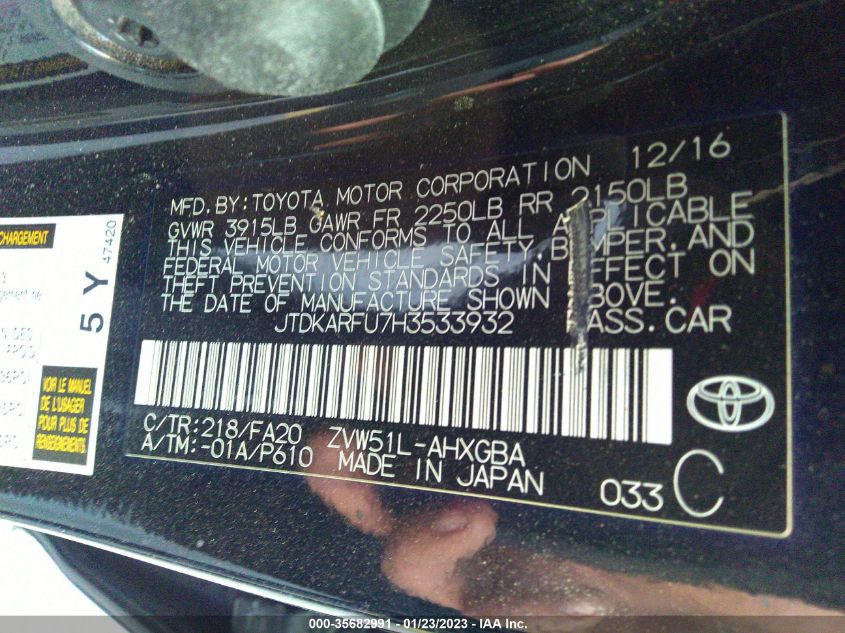 12/16
MFD.BY:TOYOTA MOTOR CORPORATION
GVWR 3915LB GAWR FR 2250LB RR 2150LB
THIS VEHICLE CONFORMS TO ALL APPLICABLE
FEDERAL MOTOR VEHICLE SAFETY, BUMPER, AND
THEFT PREVENTION STANDARDS IN EFFECT ON
THE DATE OF MANUFACTURE SHOWN ABOVE.
JTDKARFU7H3533932 PASS.CAR
C/TR:218/FA20 ZVW51L-AHXGBA
A/TM:-01A/P610 MADE IN JAPAN
033 C
CHARGEMENT
5 Y
47420
VOIR LE MANUEL
DE L'USAGER
POUR PLUS DE
RENSEIGNEMENTS
000-35682991 - 01/23/2023 - IAA Inc.